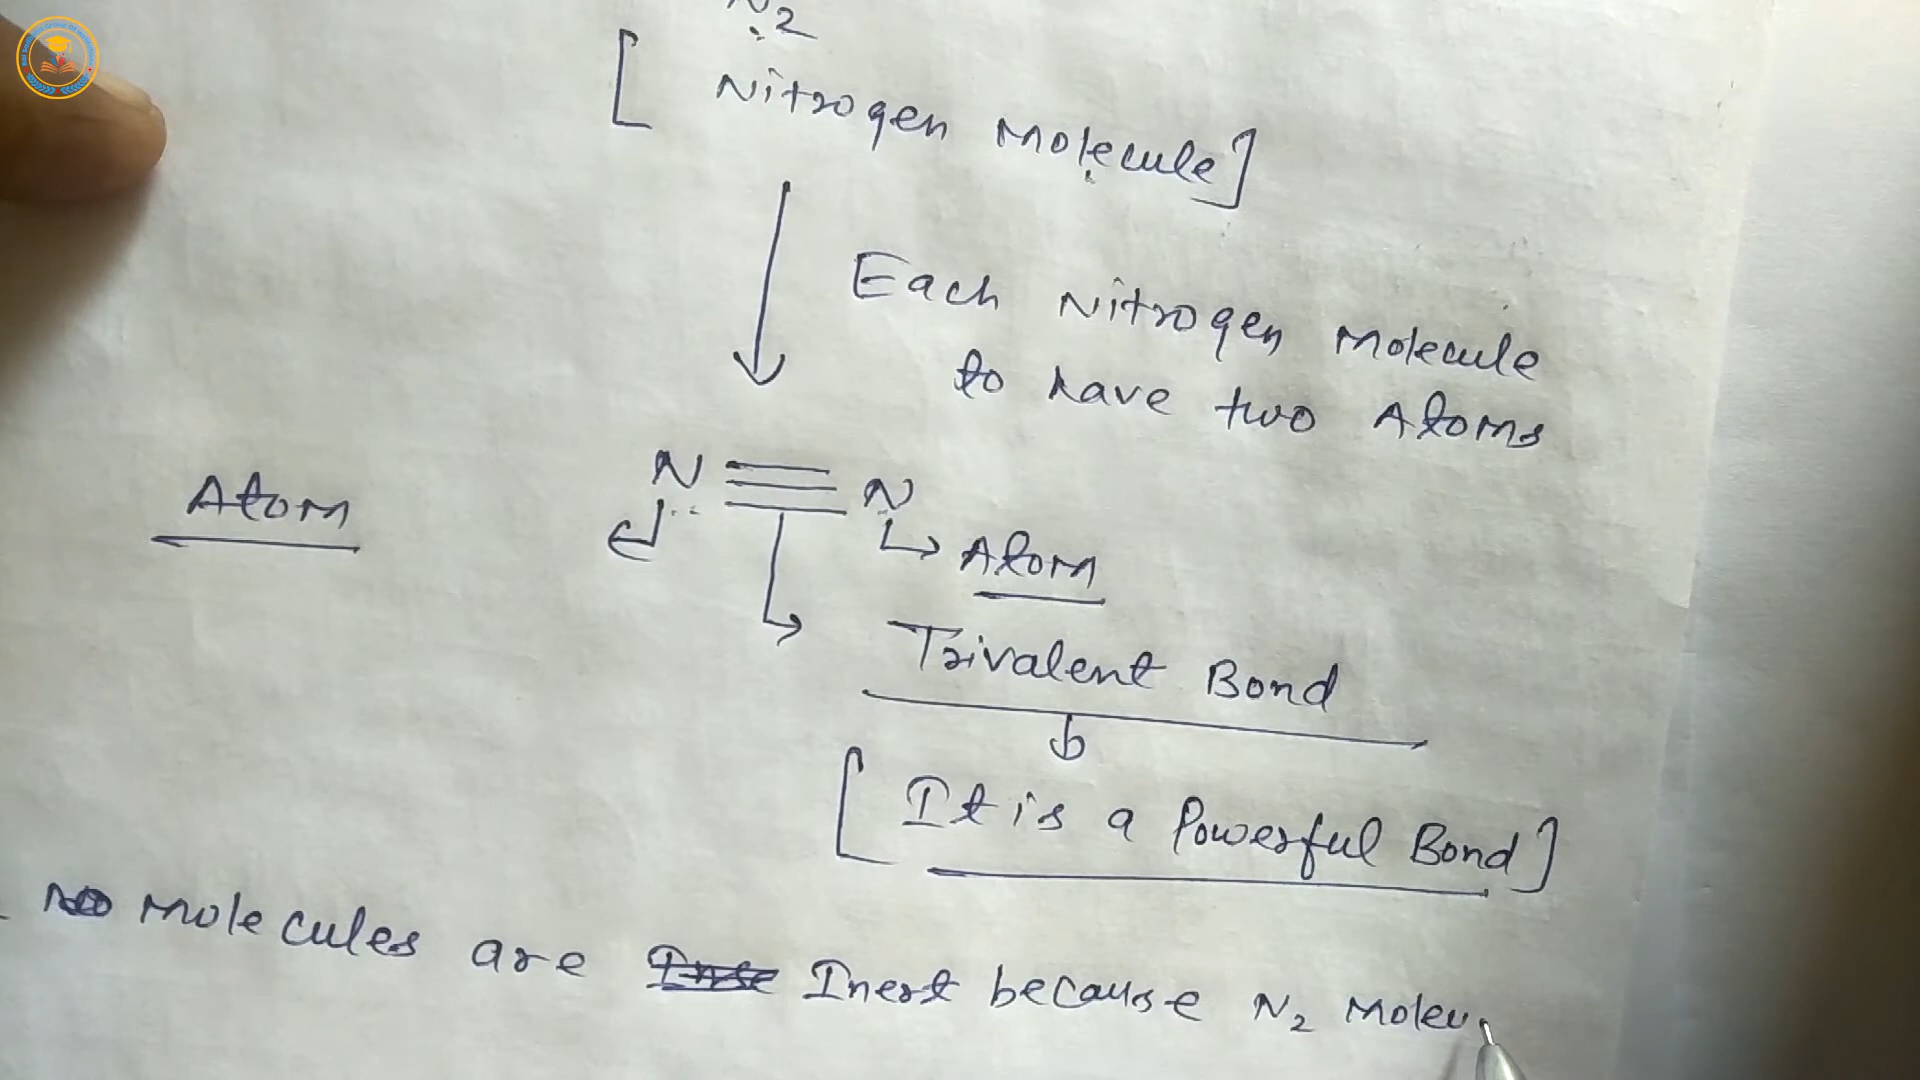 N2
[ Nitrogen Molecule]
Each Nitrogen Molecule
to have two Atoms
N ≡ N
Atom
Atom
Trivalent Bond
[ It is a Powerful Bond]
Molecules are Inert because N2 Molecu